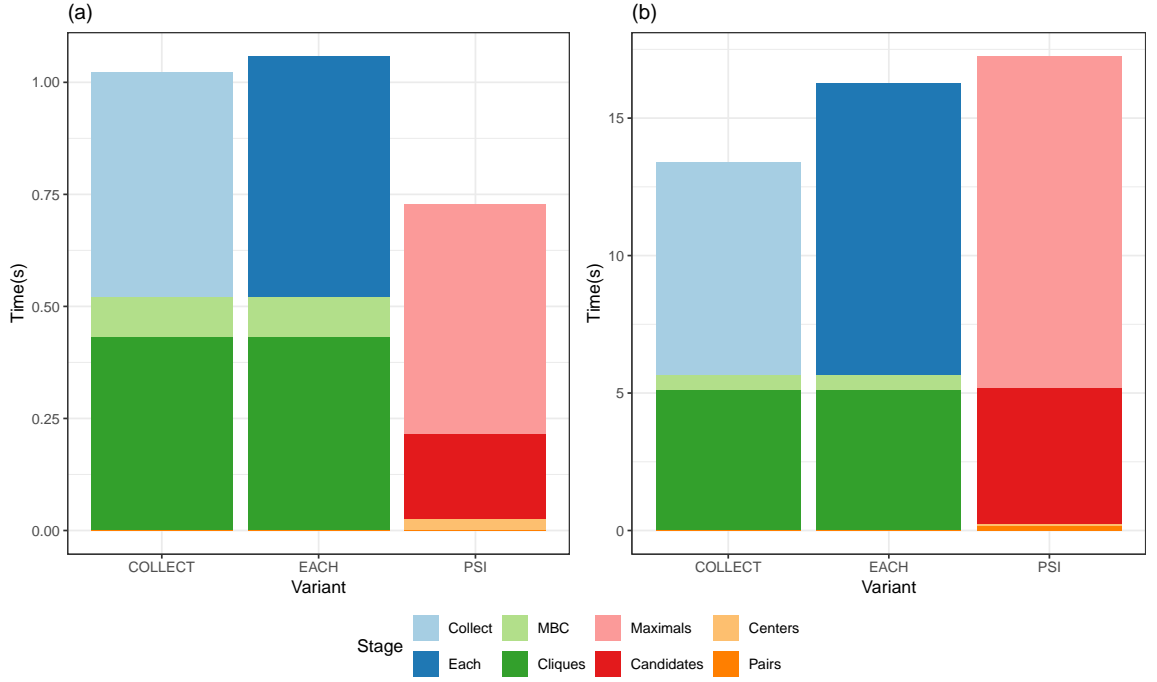 (a)
Time(s)
1.00
0.75
0.50
0.25
0.00
COLLECT EACH PSI
Variant
(b)
Time(s)
15
10
5
0
COLLECT EACH PSI
Variant
Stage
Collect MBC Maximals Centers
Each Cliques Candidates Pairs